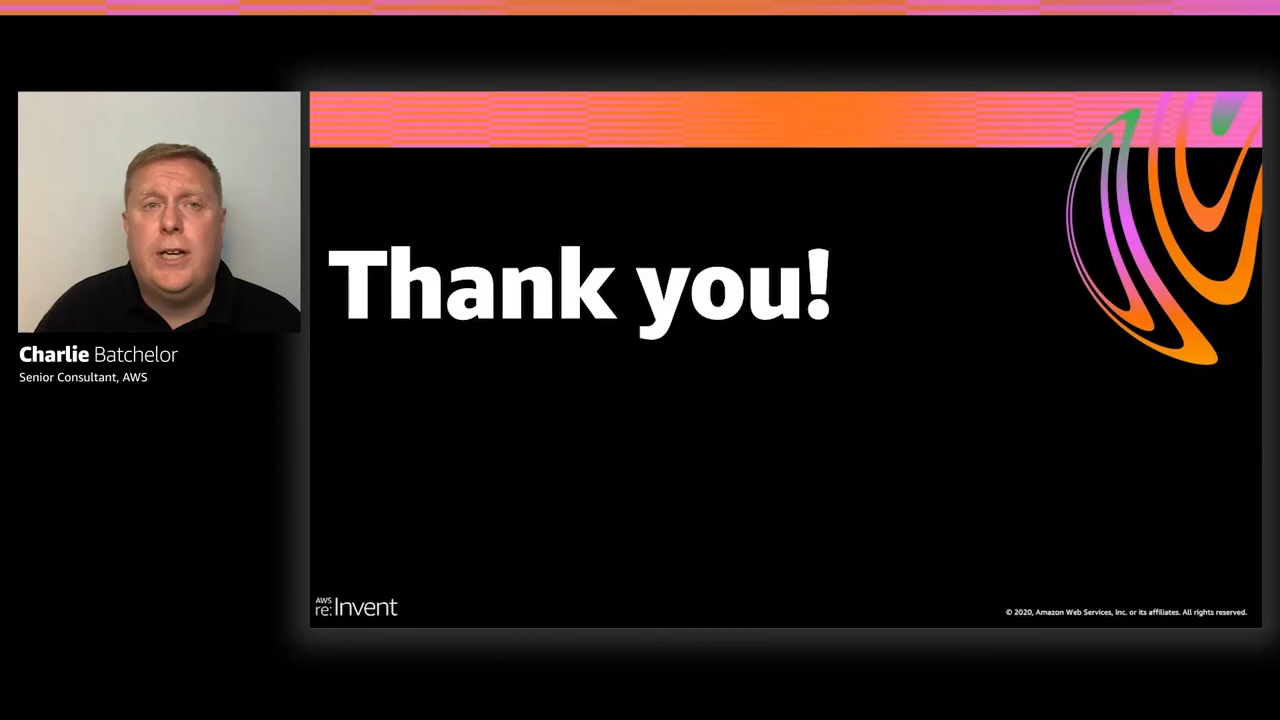 Thank you!
Charlie Batchelor
Senior Consultant, AWS
AWS
re:Invent
© 2020, Amazon Web Services, Inc. or its affiliates. All rights reserved.